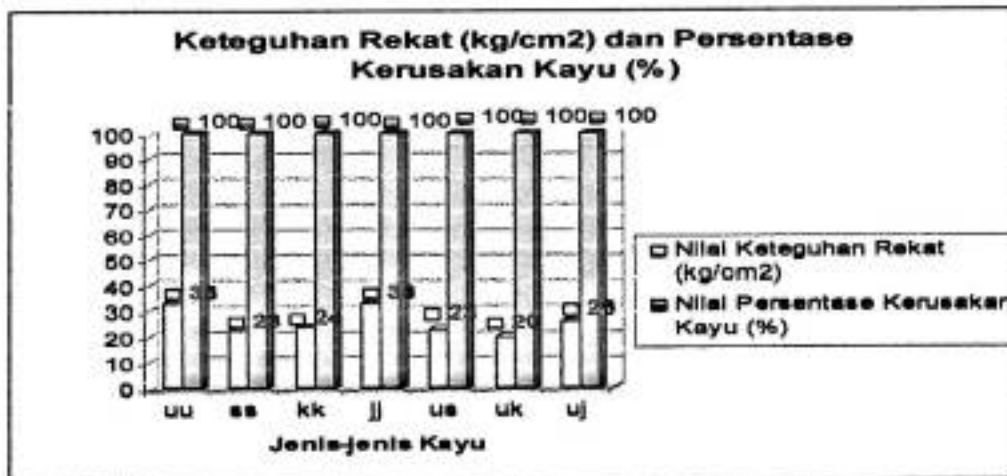 Keteguhan Rekat (kg/cm2) dan Persentase
Kerusakan Kayu (%)
100 100 100 100 100 100 100
100
90
80
70
60
50
40
30
20
10
0
24 20
uu ss kk jj us uk uj
Jenis-jenis Kayu
Nilai Keteguhan Rekat
(kg/cm2)
Nilai Persentase Kerusakan
Kayu (%)